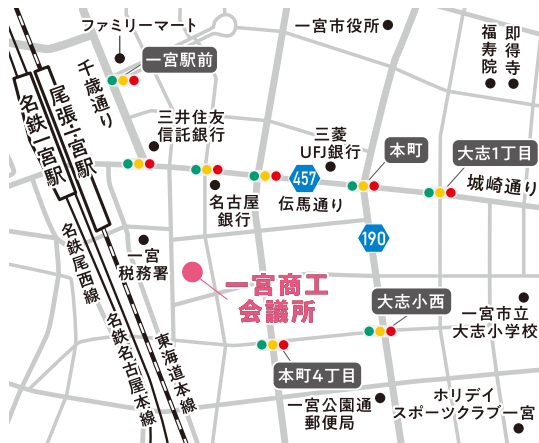 ファミリーマート
一宮市役所
福寿院
即得寺
一宮駅前
千歳通り
尾張一宮駅
名鉄一宮駅
三井住友
信託銀行
三菱
UFJ銀行
本町
大志1丁目
457
名古屋
銀行
伝馬通り
城崎通り
190
一宮
税務署
名鉄尾西線
一宮商工
会議所
大志小西
一宮市立
大志小学校
名鉄名古屋本線
東海道本線
本町4丁目
一宮公園通
郵便局
ホリデイ
スポーツクラブ一宮